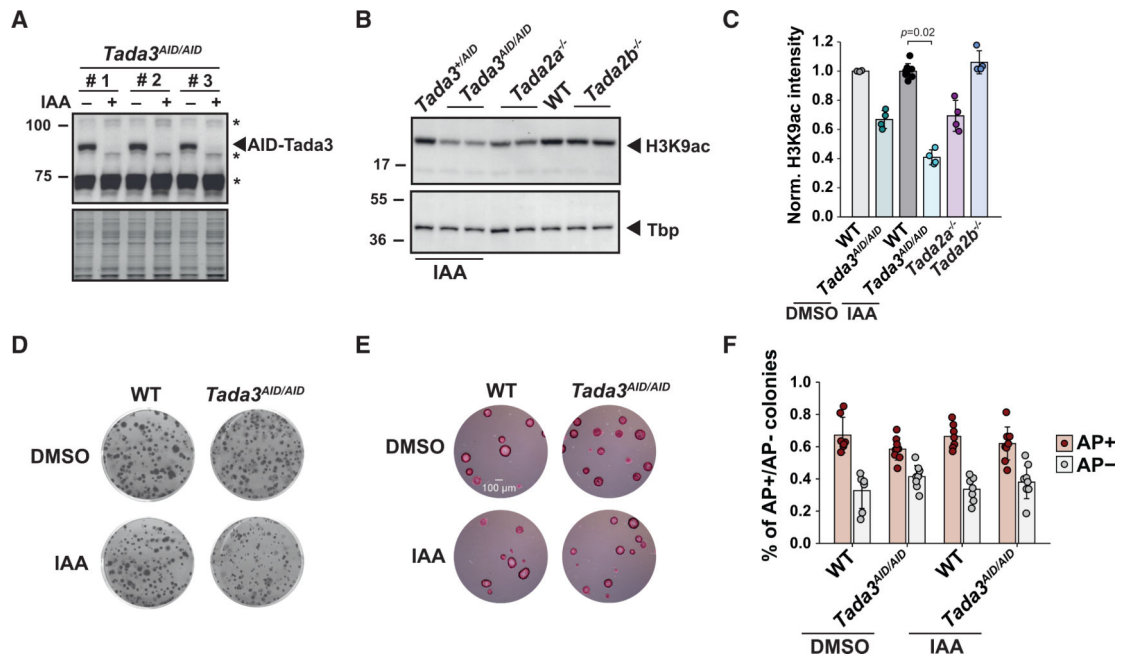 A
Tada3AID/AID
# 1 # 2 # 3
IAA − + − + − +
100
*
AID-Tada3
*
75
*
B
Tada3+/AID
Tada3AID/AID
Tada2a-/-
WT
Tada2b-/-
H3K9ac
17
55
Tbp
36
IAA
C
Norm. H3K9ac intensity
p=0.02
1.2
1.0
0.8
0.6
0.4
0.2
0.0
WT
Tada3AID/AID
WT
Tada3AID/AID
Tada2a-/-
Tada2b-/-
DMSO IAA
D
WT Tada3AID/AID
DMSO
IAA
E
WT Tada3AID/AID
DMSO
100 µm
IAA
F
% of AP+/AP- colonies
1.0
0.8
0.6
0.4
0.2
0.0
AP+
AP−
WT
Tada3AID/AID
WT
Tada3AID/AID
DMSO IAA